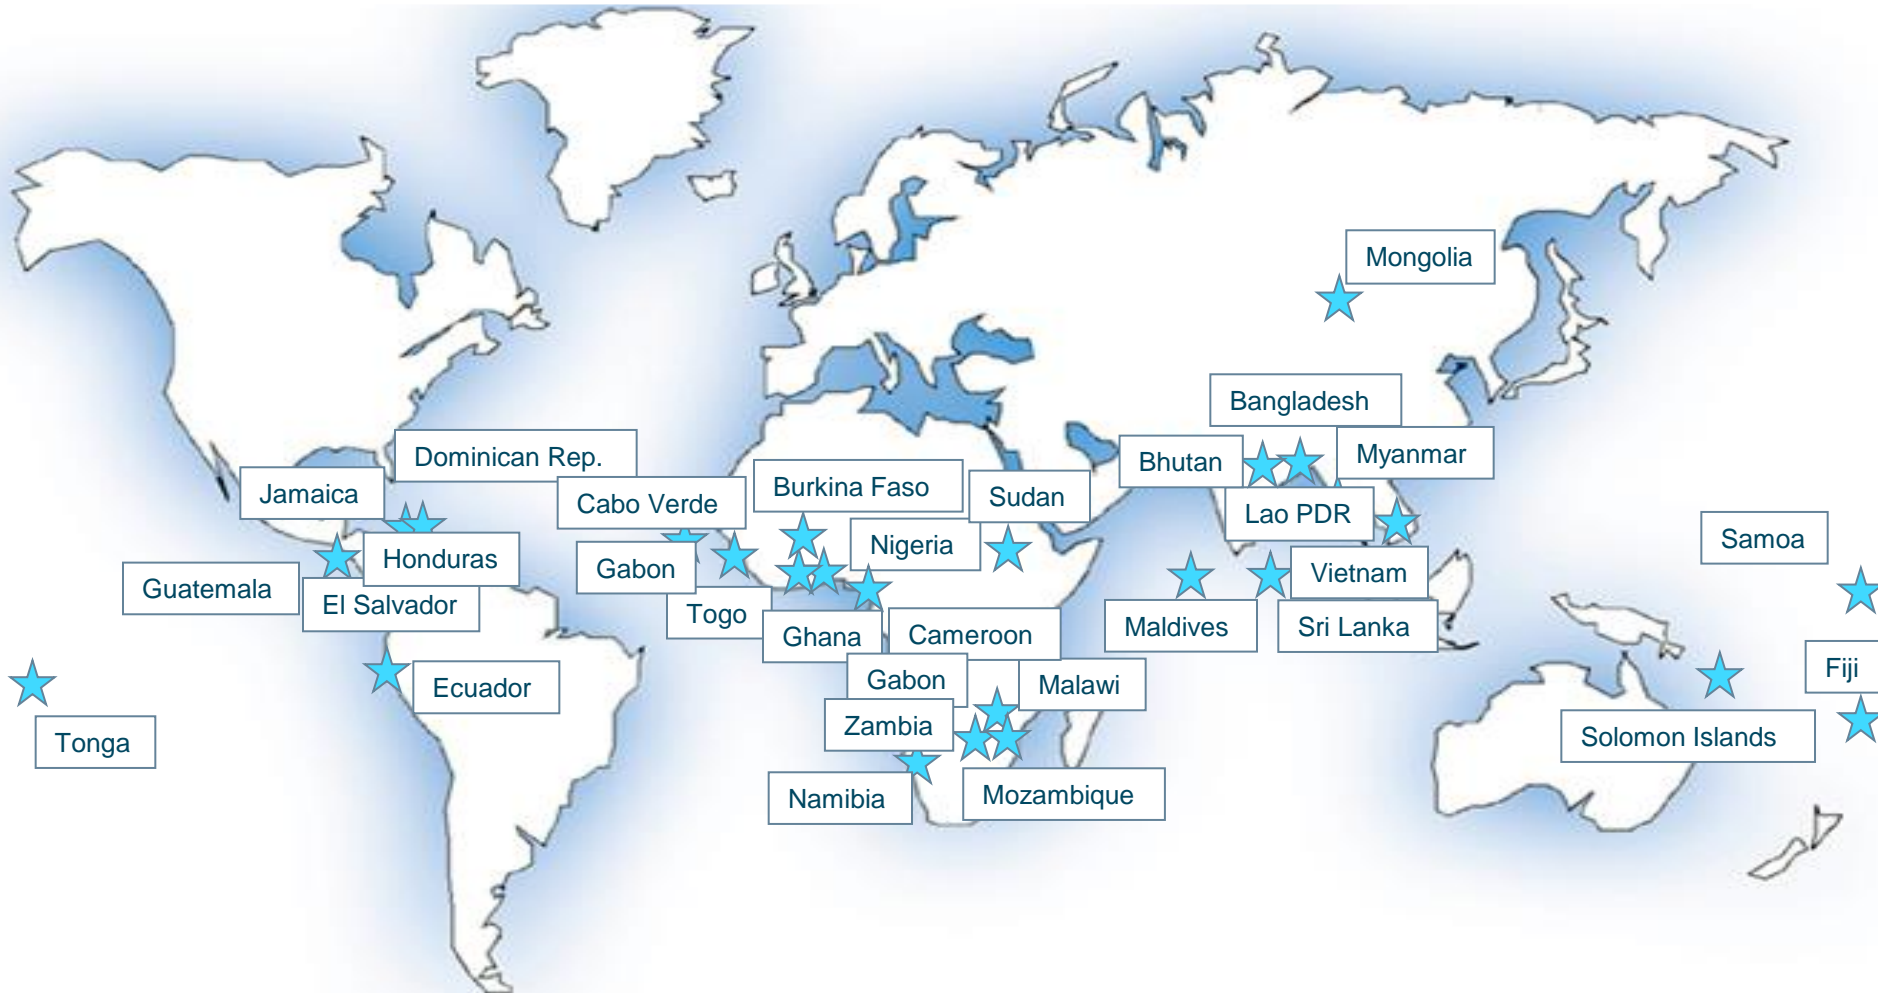 Mongolia
Bangladesh
Dominican Rep.
Myanmar
Bhutan
Jamaica
Burkina Faso
Sudan
Cabo Verde
Lao PDR
Samoa
Nigeria
Honduras
Gabon
Vietnam
Guatemala
El Salvador
Togo
Ghana
Cameroon
Maldives
Sri Lanka
Fiji
Gabon
Malawi
Ecuador
Zambia
Solomon Islands
Tonga
Namibia
Mozambique